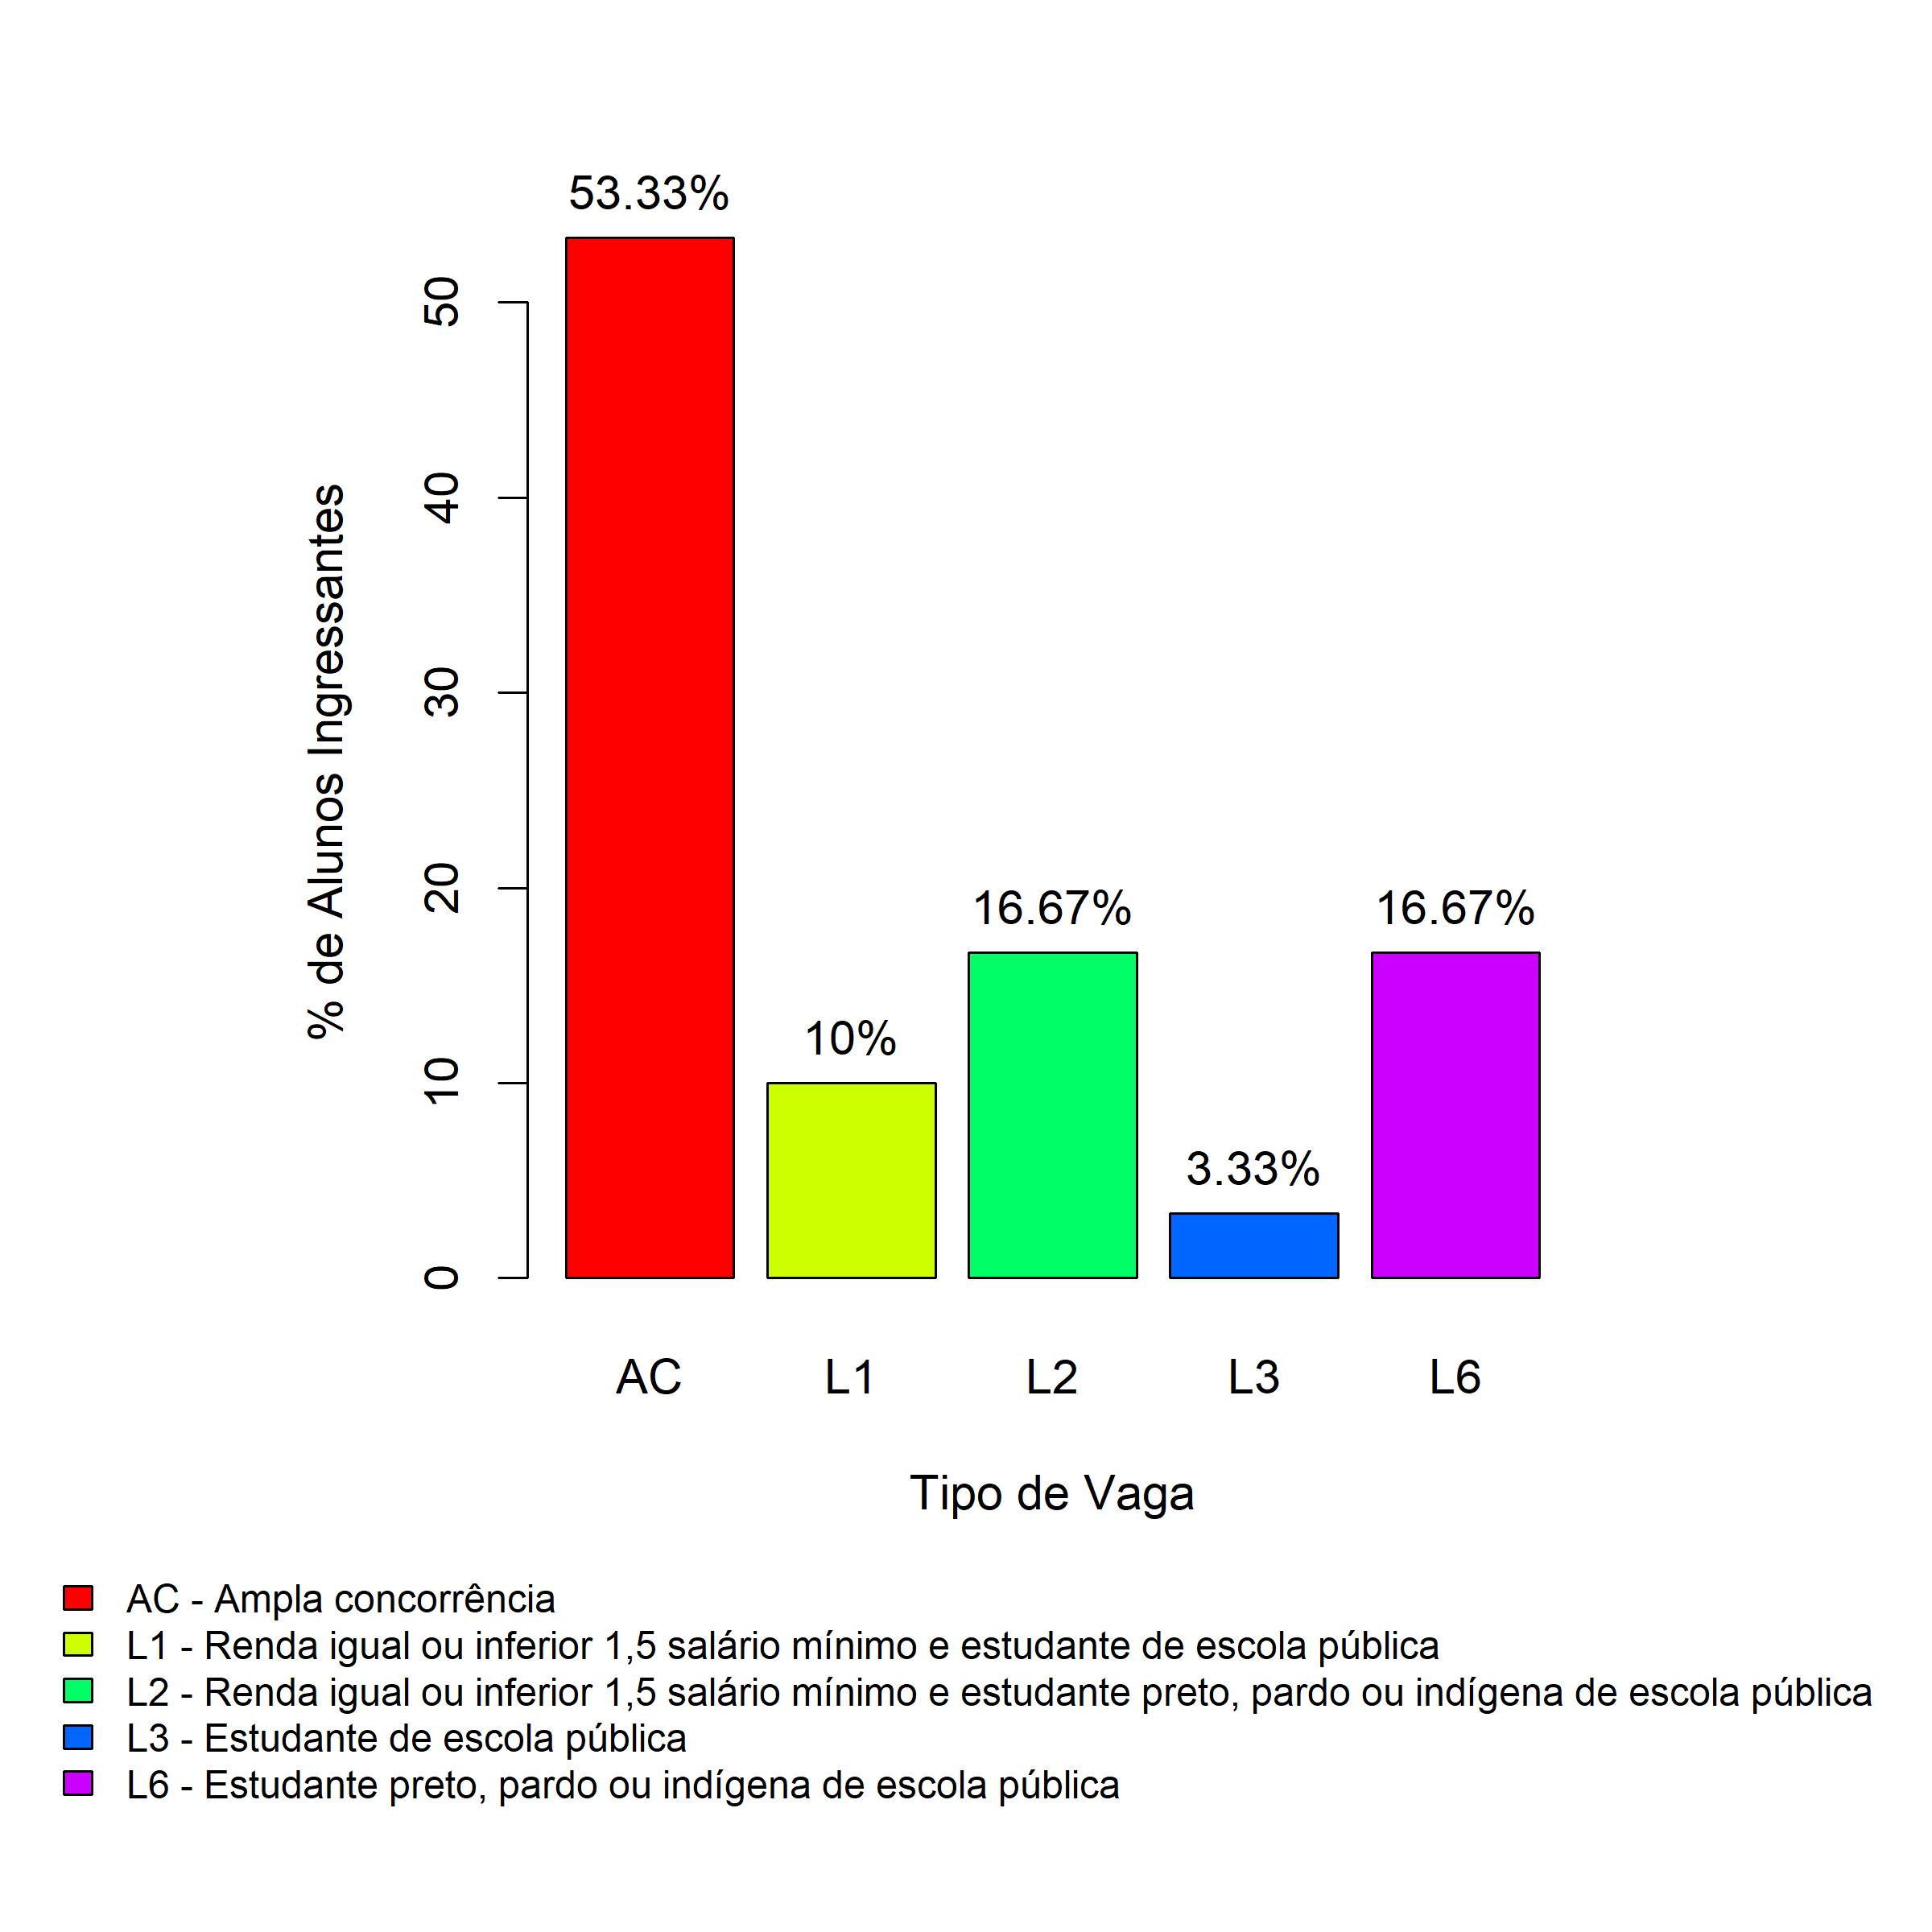 53.33%
50
40
30
20
10
0
% de Alunos Ingressantes
10%
16.67%
3.33%
16.67%
AC L1 L2 L3 L6
Tipo de Vaga
AC - Ampla concorrência
L1 - Renda igual ou inferior 1,5 salário mínimo e estudante de escola pública
L2 - Renda igual ou inferior 1,5 salário mínimo e estudante preto, pardo ou indígena de escola pública
L3 - Estudante de escola pública
L6 - Estudante preto, pardo ou indígena de escola pública